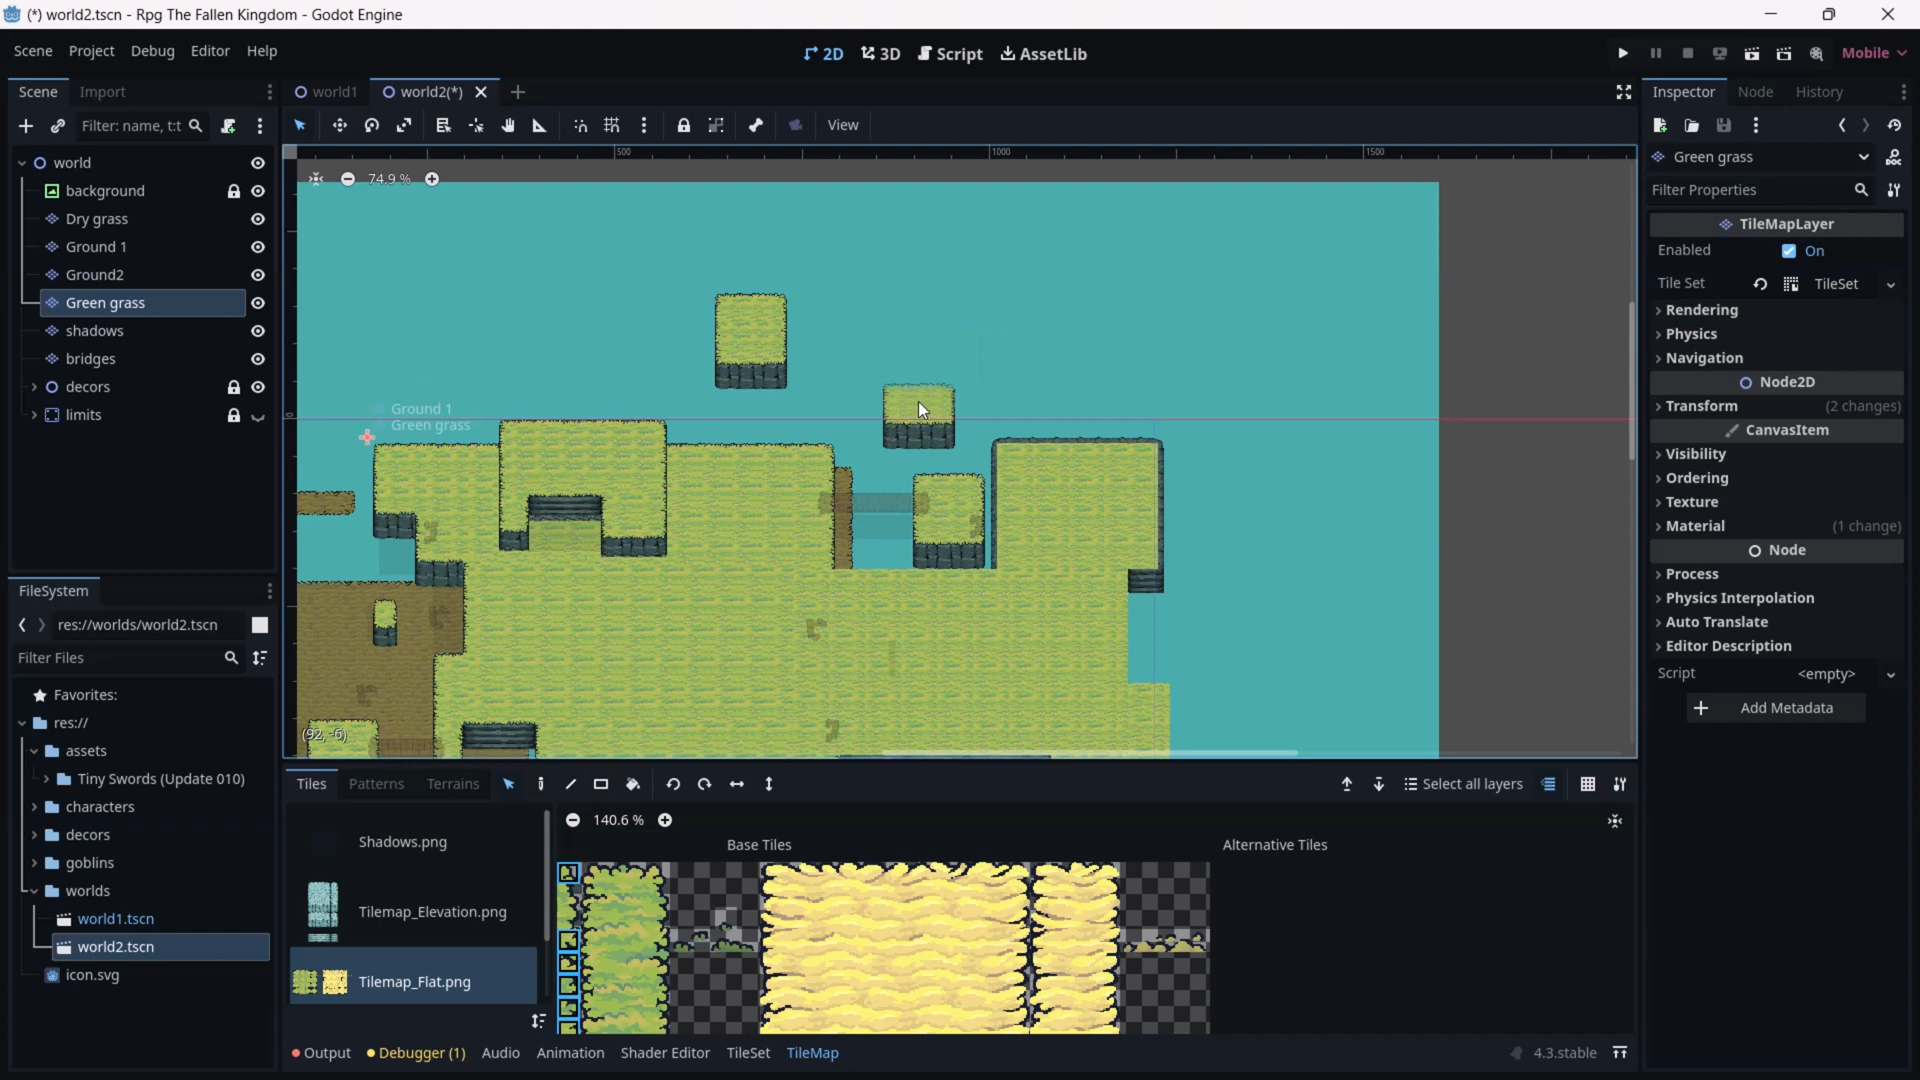 (*) world2.tscn - Rpg The Fallen Kingdom - Godot Engine
Scene Project Debug Editor Help
2D 3D Script AssetLib
Mobile
Scene Import
world1 world2(*)
Inspector Node History
Filter: name, t:t
View
world
background
Dry grass
Ground 1
Ground2
Green grass
shadows
bridges
decors
limits
500 1000 1500
74.9 %
0
Ground 1
Green grass
(92, -6)
Green grass
Filter Properties
TileMapLayer
Enabled On
Tile Set TileSet
Rendering
Physics
Navigation
Node2D
Transform (2 changes)
CanvasItem
Visibility
Ordering
Texture
Material (1 change)
Node
Process
Physics Interpolation
Auto Translate
Editor Description
Script <empty>
Add Metadata
FileSystem
res://worlds/world2.tscn
Filter Files
Favorites:
res://
assets
Tiny Swords (Update 010)
characters
decors
goblins
worlds
world1.tscn
world2.tscn
icon.svg
Tiles Patterns Terrains
Select all layers
140.6 %
Base Tiles Alternative Tiles
Shadows.png
Tilemap_Elevation.png
Tilemap_Flat.png
Output Debugger (1) Audio Animation Shader Editor TileSet TileMap
4.3.stable